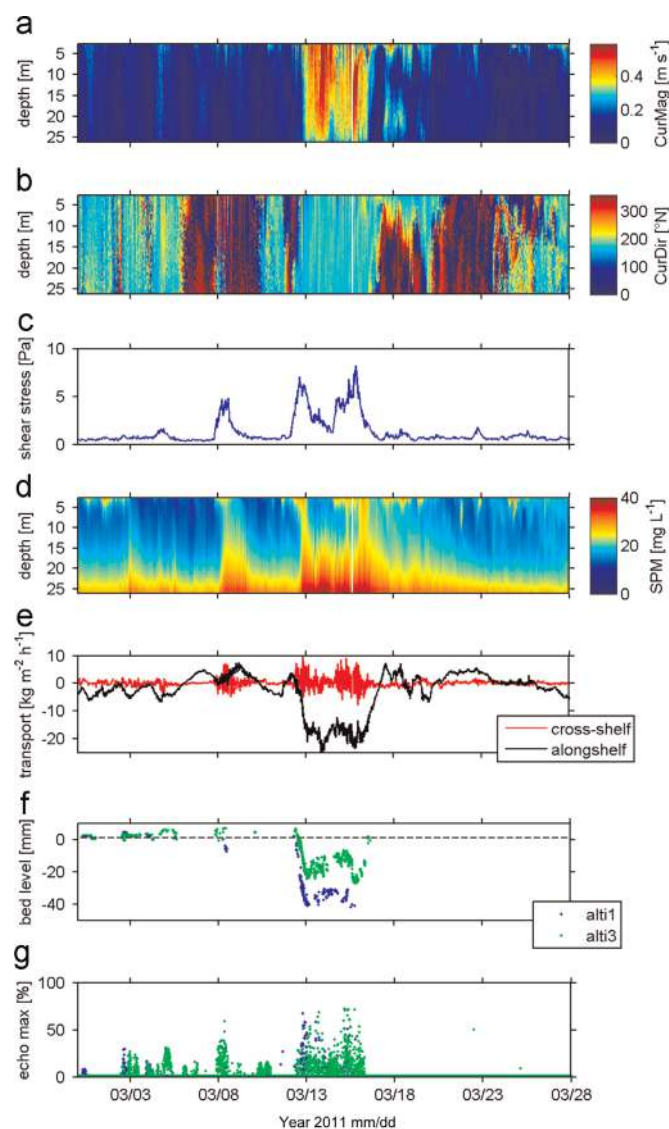 a
5
10
15
20
25
depth [m]
0.4
0.2
0
CurMag [m s⁻¹]
b
5
10
15
20
25
depth [m]
300
200
100
0
CurDir [°N]
c
10
5
0
shear stress [Pa]
d
5
10
15
20
25
depth [m]
40
20
0
SPM [mg L⁻¹]
e
10
0
-10
-20
transport [kg m⁻² h⁻¹]
cross-shelf
alongshelf
f
0
-20
-40
bed level [mm]
alti1
alti3
g
100
50
0
echo max [%]
03/03 03/08 03/13 03/18 03/23 03/28
Year 2011 mm/dd